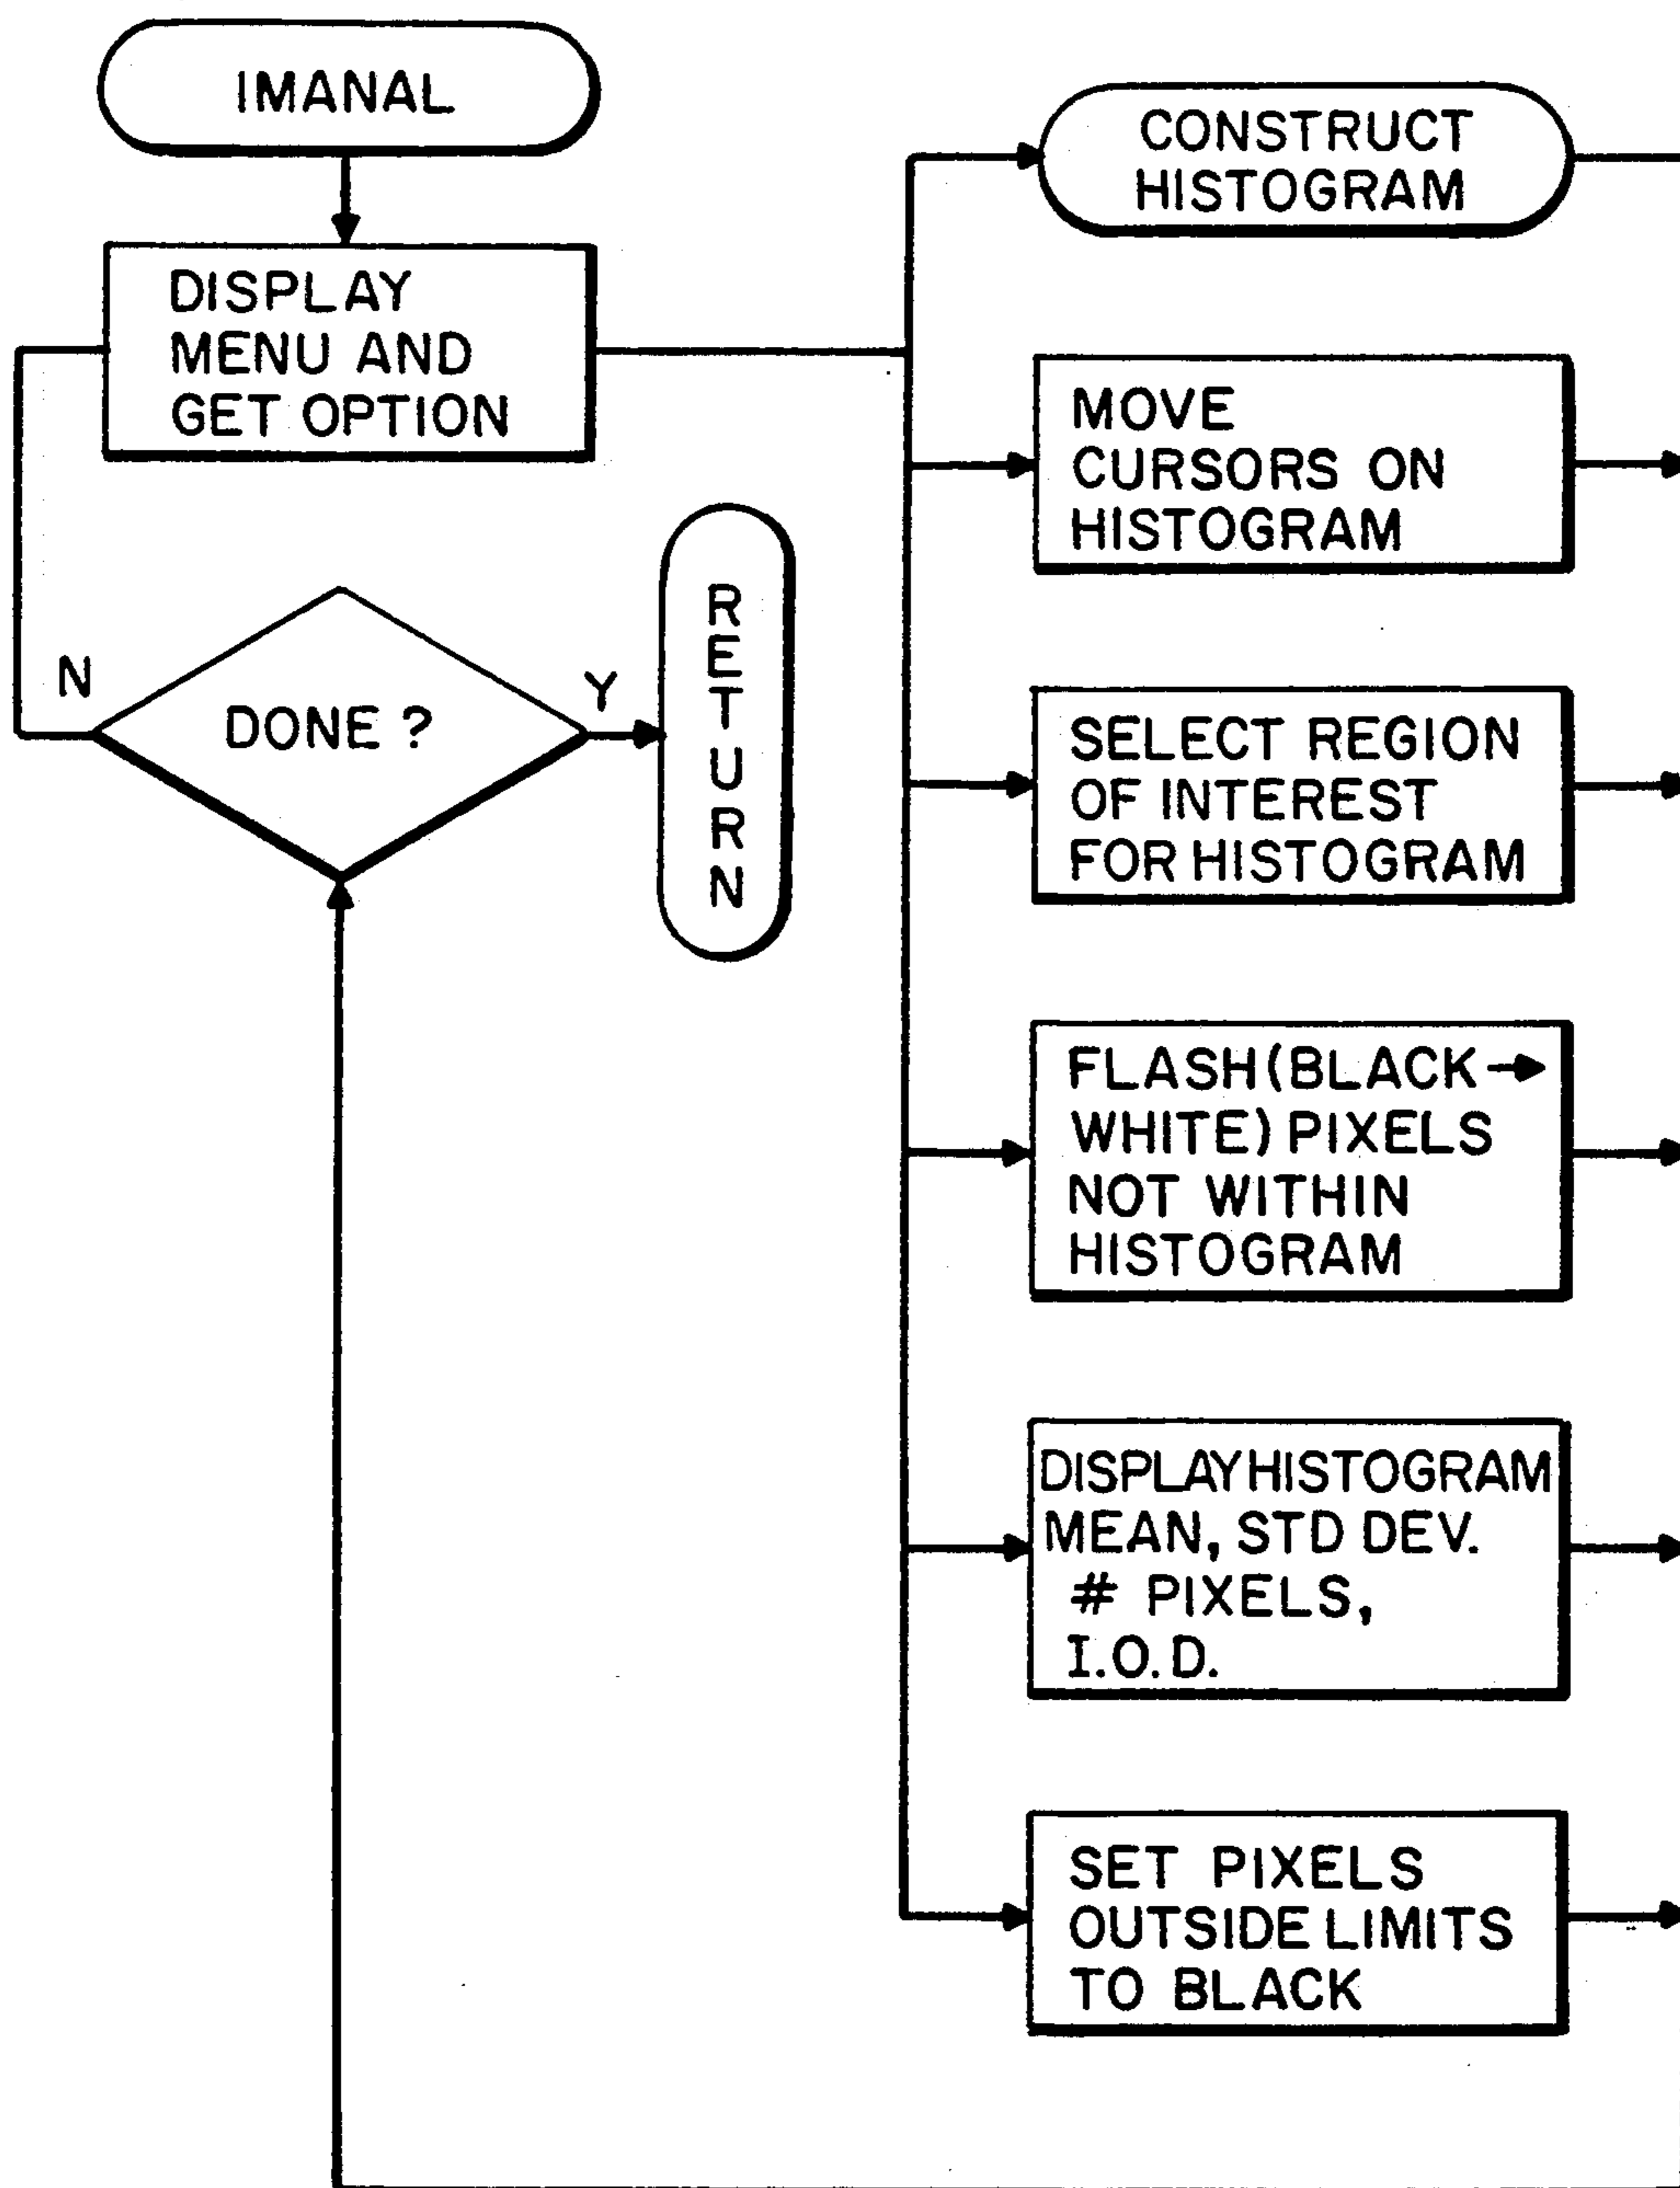 IMANAL
DISPLAY
MENU AND
GET OPTION
N
DONE ?
Y
RETURN
CONSTRUCT
HISTOGRAM
MOVE
CURSORS ON
HISTOGRAM
SELECT REGION
OF INTEREST
FOR HISTOGRAM
FLASH (BLACK →
WHITE) PIXELS
NOT WITHIN
HISTOGRAM
DISPLAY HISTOGRAM
MEAN, STD DEV.
# PIXELS,
I.O.D.
SET PIXELS
OUTSIDE LIMITS
TO BLACK